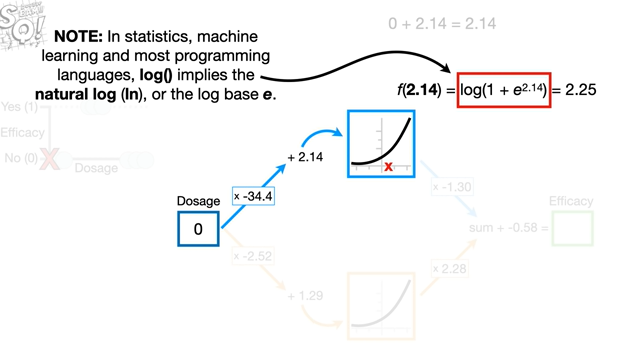 SQ!
0 + 2.14 = 2.14
NOTE: In statistics, machine
learning and most programming
languages, log() implies the
natural log (ln), or the log base e.
f(2.14) = log(1 + e^2.14) = 2.25
Yes (1)
Efficacy
No (0)
X
Dosage
+ 2.14
x
x -34.4
x -1.30
Dosage
0
Efficacy
sum + -0.58 =
x -2.52
x 2.28
+ 1.29